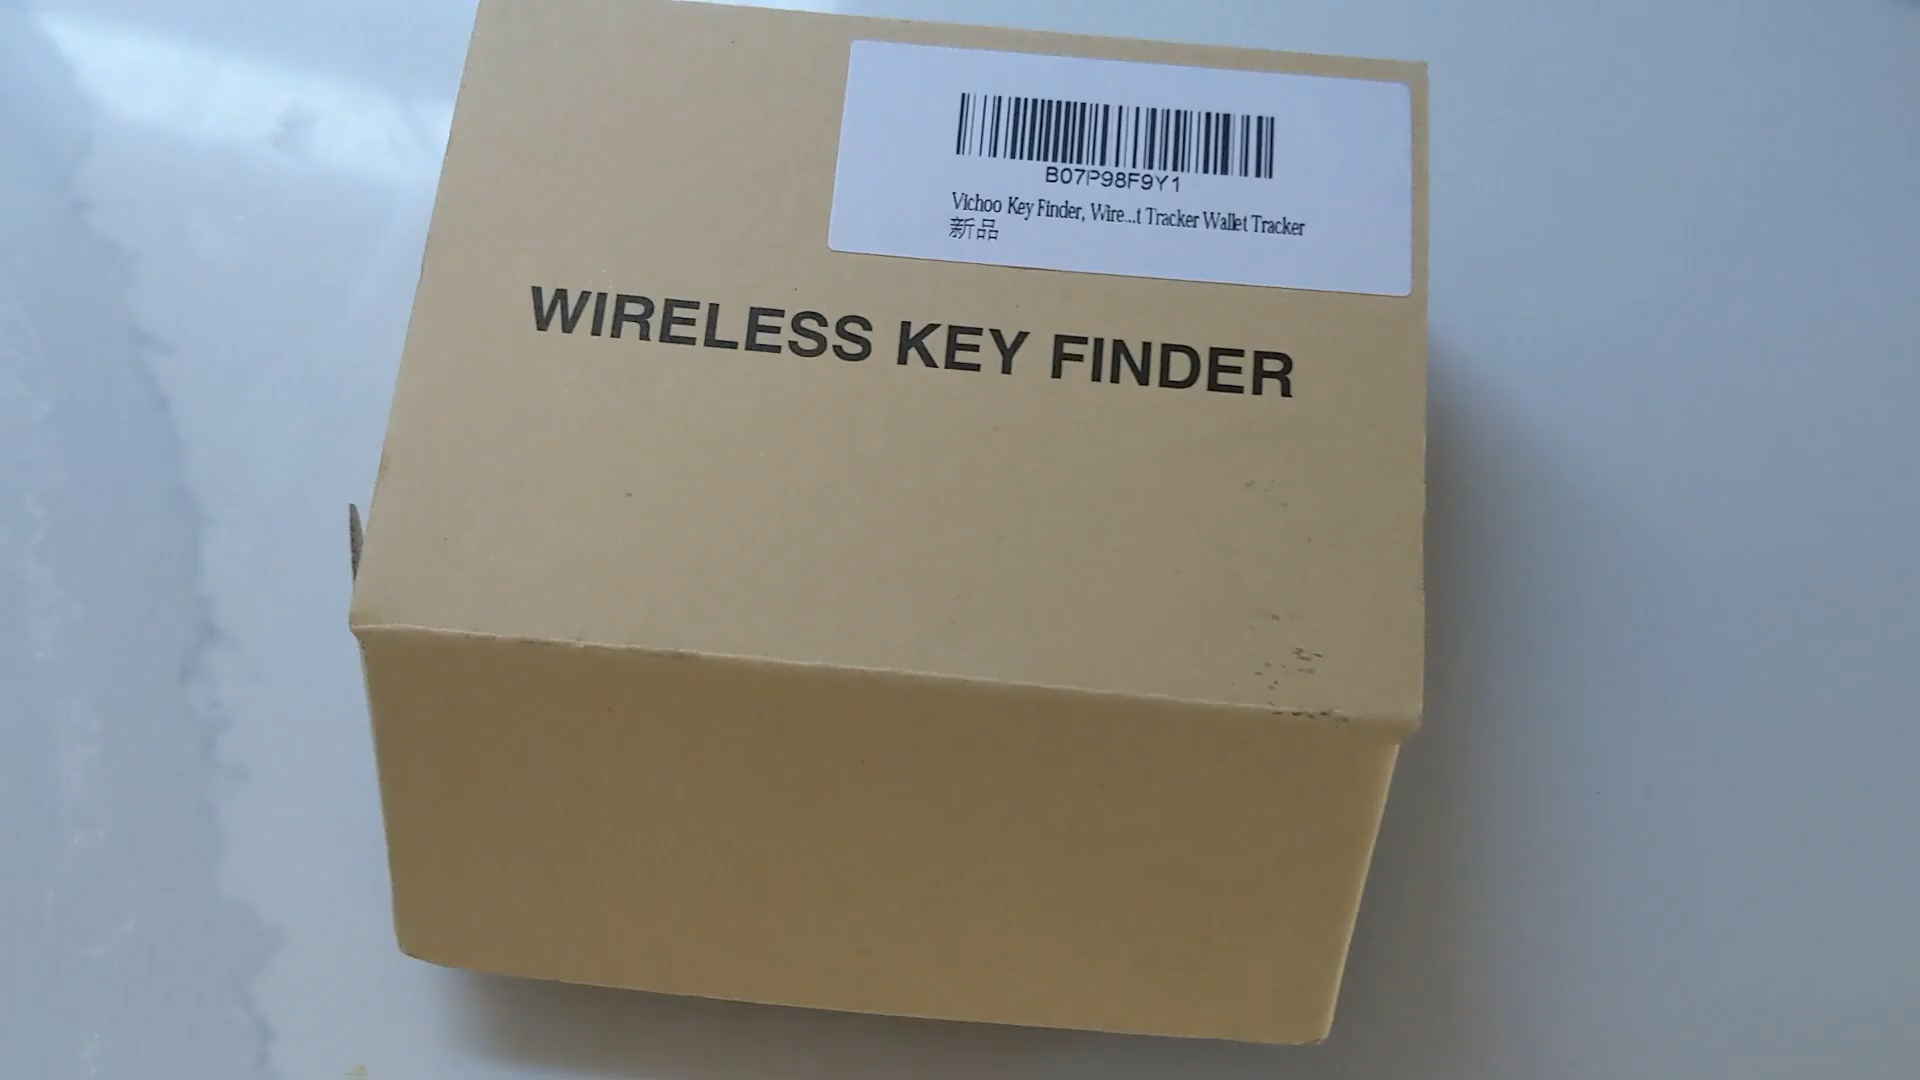 B07P98F9Y1
Vichoo Key Finder, Wire...t Tracker Wallet Tracker
新品
WIRELESS KEY FINDER